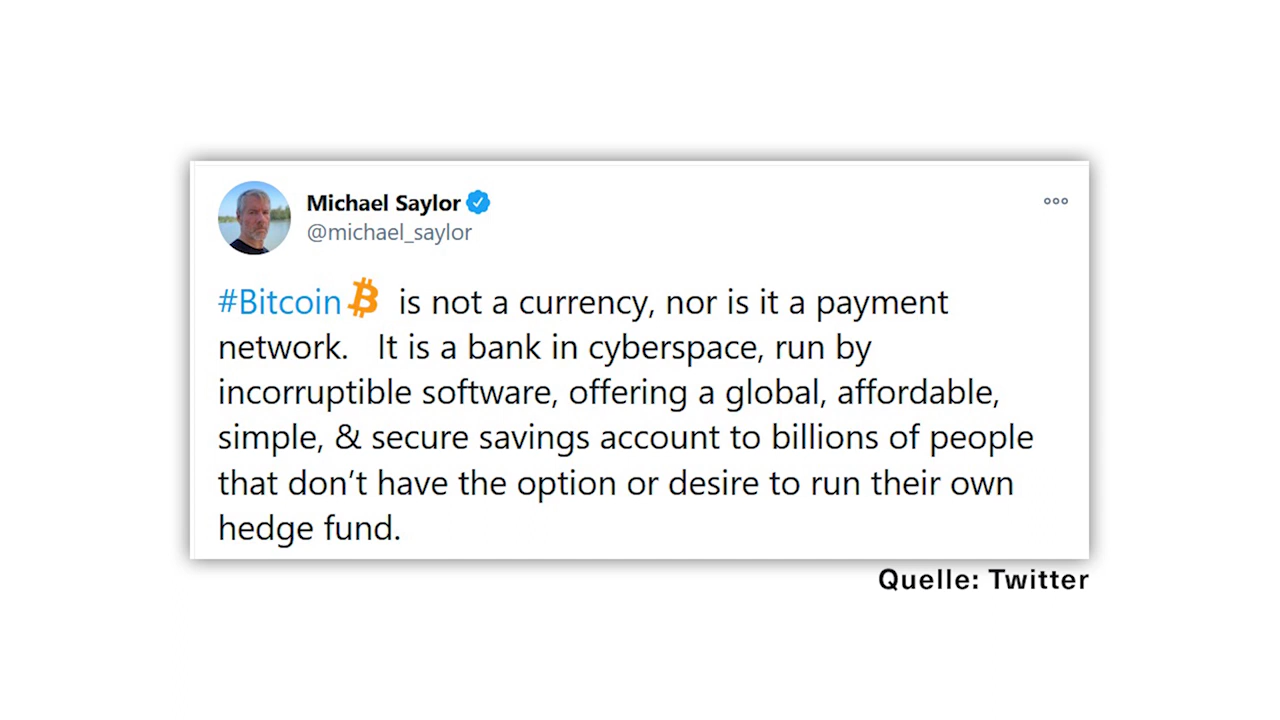 Michael Saylor
@michael_saylor
#Bitcoin is not a currency, nor is it a payment
network.   It is a bank in cyberspace, run by
incorruptible software, offering a global, affordable,
simple, & secure savings account to billions of people
that don’t have the option or desire to run their own
hedge fund.
Quelle: Twitter